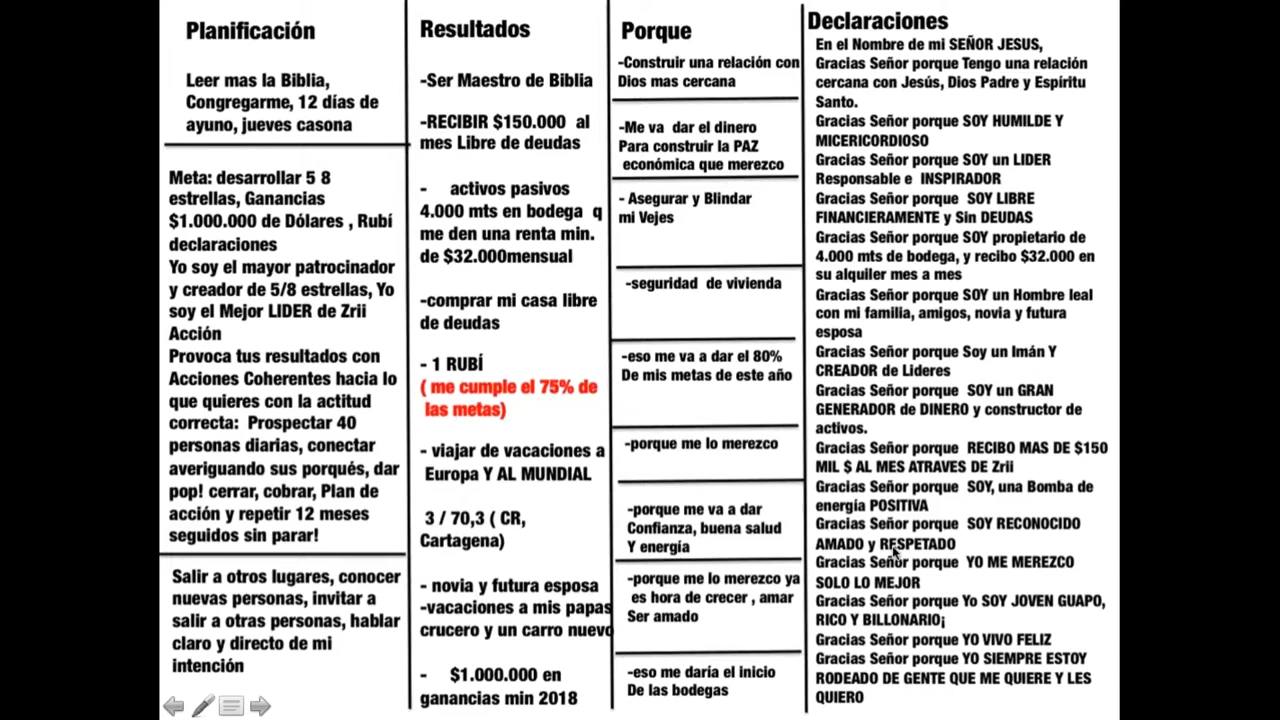 Planificación
Leer mas la Biblia,
Congregarme, 12 días de
ayuno, jueves casona
Meta: desarrollar 5 8
estrellas, Ganancias
$1.000.000 de Dólares , Rubí
declaraciones
Yo soy el mayor patrocinador
y creador de 5/8 estrellas, Yo
soy el Mejor LIDER de Zrii
Acción
Provoca tus resultados con
Acciones Coherentes hacia lo
que quieres con la actitud
correcta: Prospectar 40
personas diarias, conectar
averiguando sus porqués, dar
pop! cerrar, cobrar, Plan de
acción y repetir 12 meses
seguidos sin parar!
Salir a otros lugares, conocer
nuevas personas, invitar a
salir a otras personas, hablar
claro y directo de mi
intención
Resultados
-Ser Maestro de Biblia
-RECIBIR $150.000 al
mes Libre de deudas
- activos pasivos
4.000 mts en bodega q
me den una renta min.
de $32.000mensual
-comprar mi casa libre
de deudas
- 1 RUBÍ
( me cumple el 75% de
las metas)
- viajar de vacaciones a
Europa Y AL MUNDIAL
3 / 70,3 ( CR,
Cartagena)
- novia y futura esposa
-vacaciones a mis papas
crucero y un carro nuevo
- $1.000.000 en
ganancias min 2018
Porque
-Construir una relación con
Dios mas cercana
-Me va dar el dinero
Para construir la PAZ
económica que merezco
- Asegurar y Blindar
mi Vejes
-seguridad de vivienda
-eso me va a dar el 80%
De mis metas de este año
-porque me lo merezco
-porque me va a dar
Confianza, buena salud
Y energía
-porque me lo merezco ya
es hora de crecer , amar
Ser amado
-eso me daría el inicio
De las bodegas
Declaraciones
En el Nombre de mi SEÑOR JESUS,
Gracias Señor porque Tengo una relación
cercana con Jesús, Dios Padre y Espíritu
Santo.
Gracias Señor porque SOY HUMILDE Y
MICERICORDIOSO
Gracias Señor porque SOY un LIDER
Responsable e INSPIRADOR
Gracias Señor porque SOY LIBRE
FINANCIERAMENTE y Sin DEUDAS
Gracias Señor porque SOY propietario de
4.000 mts de bodega, y recibo $32.000 en
su alquiler mes a mes
Gracias Señor porque SOY un Hombre leal
con mi familia, amigos, novia y futura
esposa
Gracias Señor porque Soy un Imán Y
CREADOR de Lideres
Gracias Señor porque SOY un GRAN
GENERADOR de DINERO y constructor de
activos.
Gracias Señor porque RECIBO MAS DE $150
MIL $ AL MES ATRAVES DE Zrii
Gracias Señor porque SOY, una Bomba de
energía POSITIVA
Gracias Señor porque SOY RECONOCIDO
AMADO y RESPETADO
Gracias Señor porque YO ME MEREZCO
SOLO LO MEJOR
Gracias Señor porque Yo SOY JOVEN GUAPO,
RICO Y BILLONARIO¡
Gracias Señor porque YO VIVO FELIZ
Gracias Señor porque YO SIEMPRE ESTOY
RODEADO DE GENTE QUE ME QUIERE Y LES
QUIERO